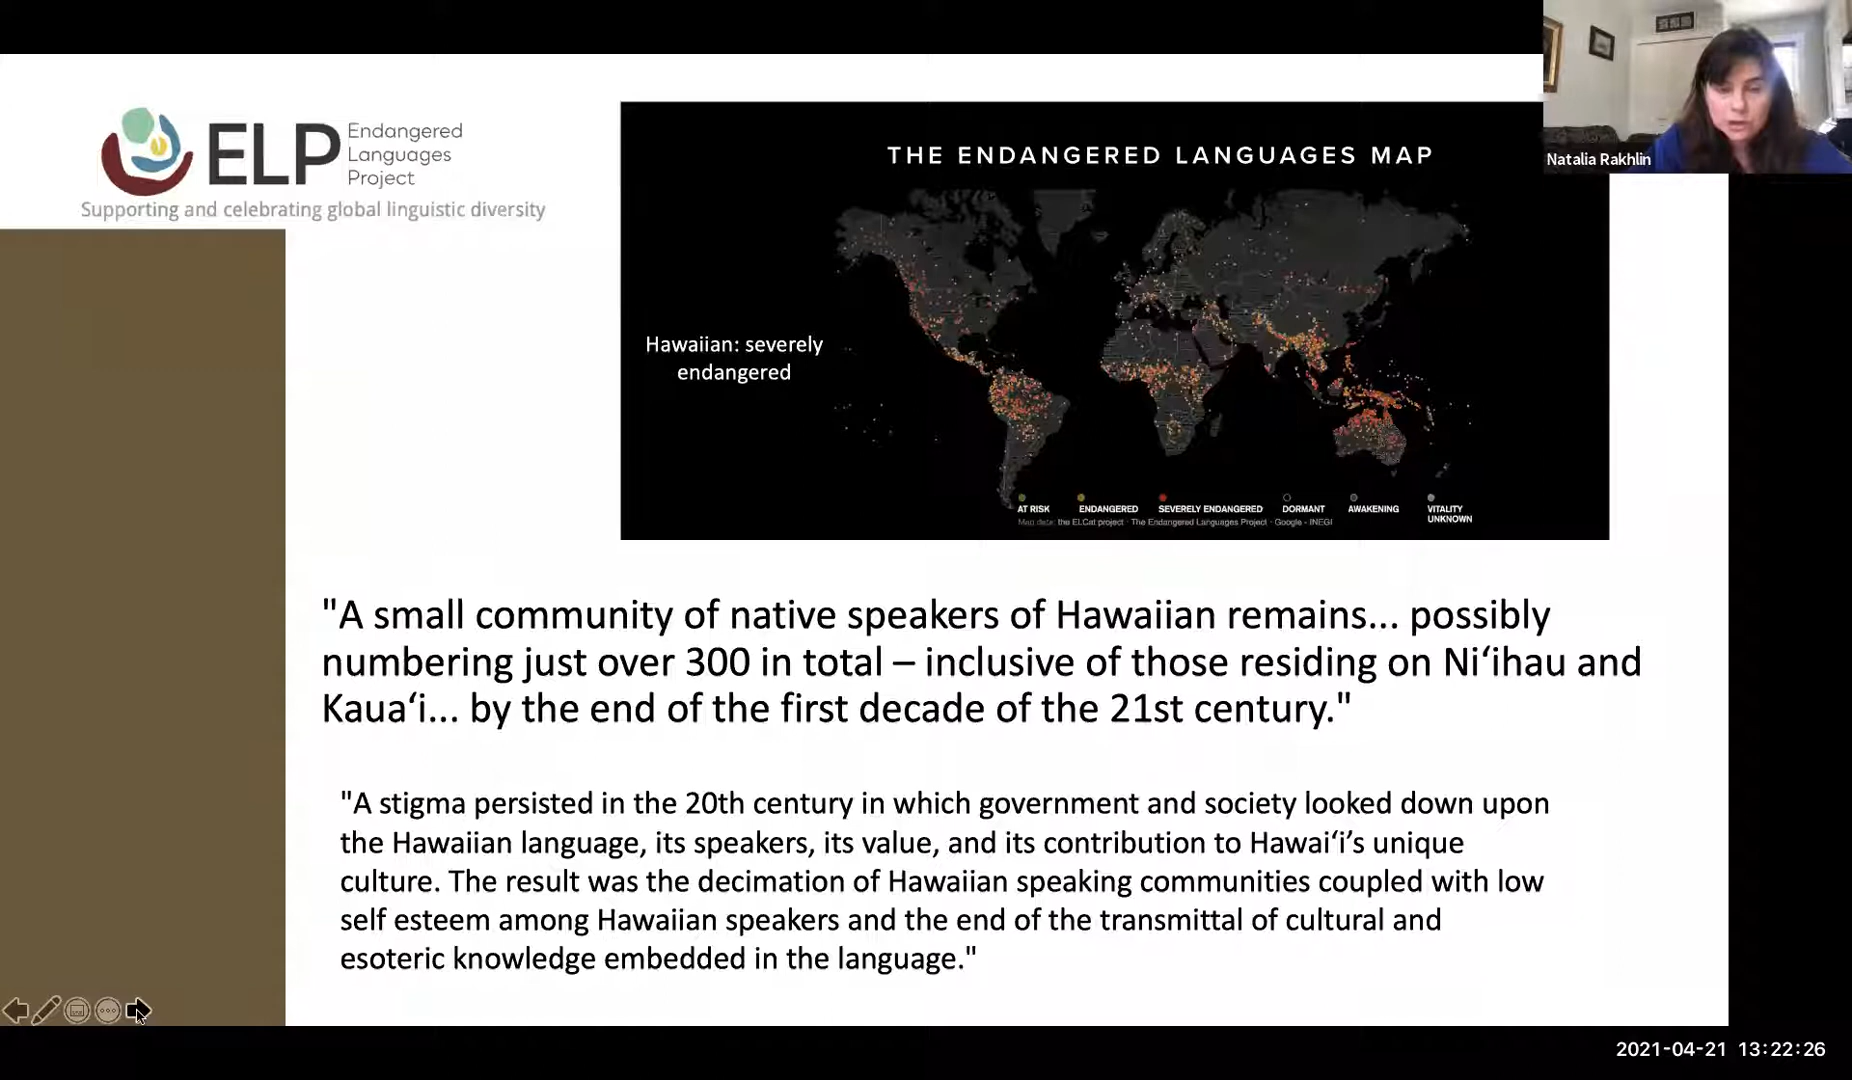 ELP Endangered
Languages
Project
Supporting and celebrating global linguistic diversity
THE ENDANGERED LANGUAGES MAP
Natalia Rakhlin
Hawaiian: severely
endangered
AT RISK
ENDANGERED
SEVERELY ENDANGERED
DORMANT
AWAKENING
VITALITY
UNKNOWN
Map data: the ELCat project · The Endangered Languages Project · Google - INEGI
"A small community of native speakers of Hawaiian remains... possibly
numbering just over 300 in total – inclusive of those residing on Ni‘ihau and
Kaua‘i... by the end of the first decade of the 21st century."
"A stigma persisted in the 20th century in which government and society looked down upon
the Hawaiian language, its speakers, its value, and its contribution to Hawai‘i’s unique
culture. The result was the decimation of Hawaiian speaking communities coupled with low
self esteem among Hawaiian speakers and the end of the transmittal of cultural and
esoteric knowledge embedded in the language."
2021-04-21 13:22:26